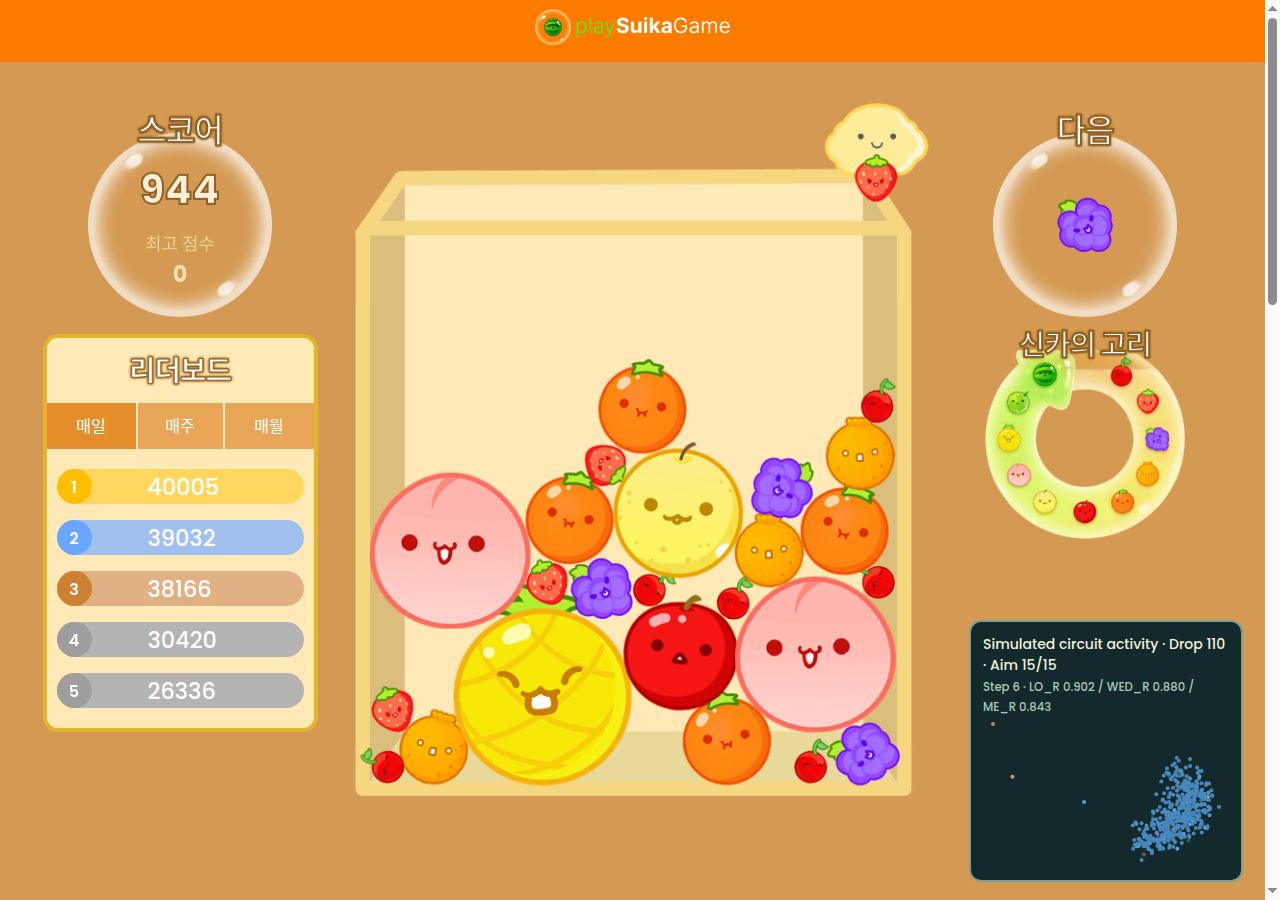 playSuikaGame
스코어
944
최고 점수
0
다음
리더보드
매일 매주 매월
1 40005
2 39032
3 38166
4 30420
5 26336
신카의 고리
Simulated circuit activity · Drop 110
· Aim 15/15
Step 6 · LO_R 0.902 / WED_R 0.880 /
ME_R 0.843